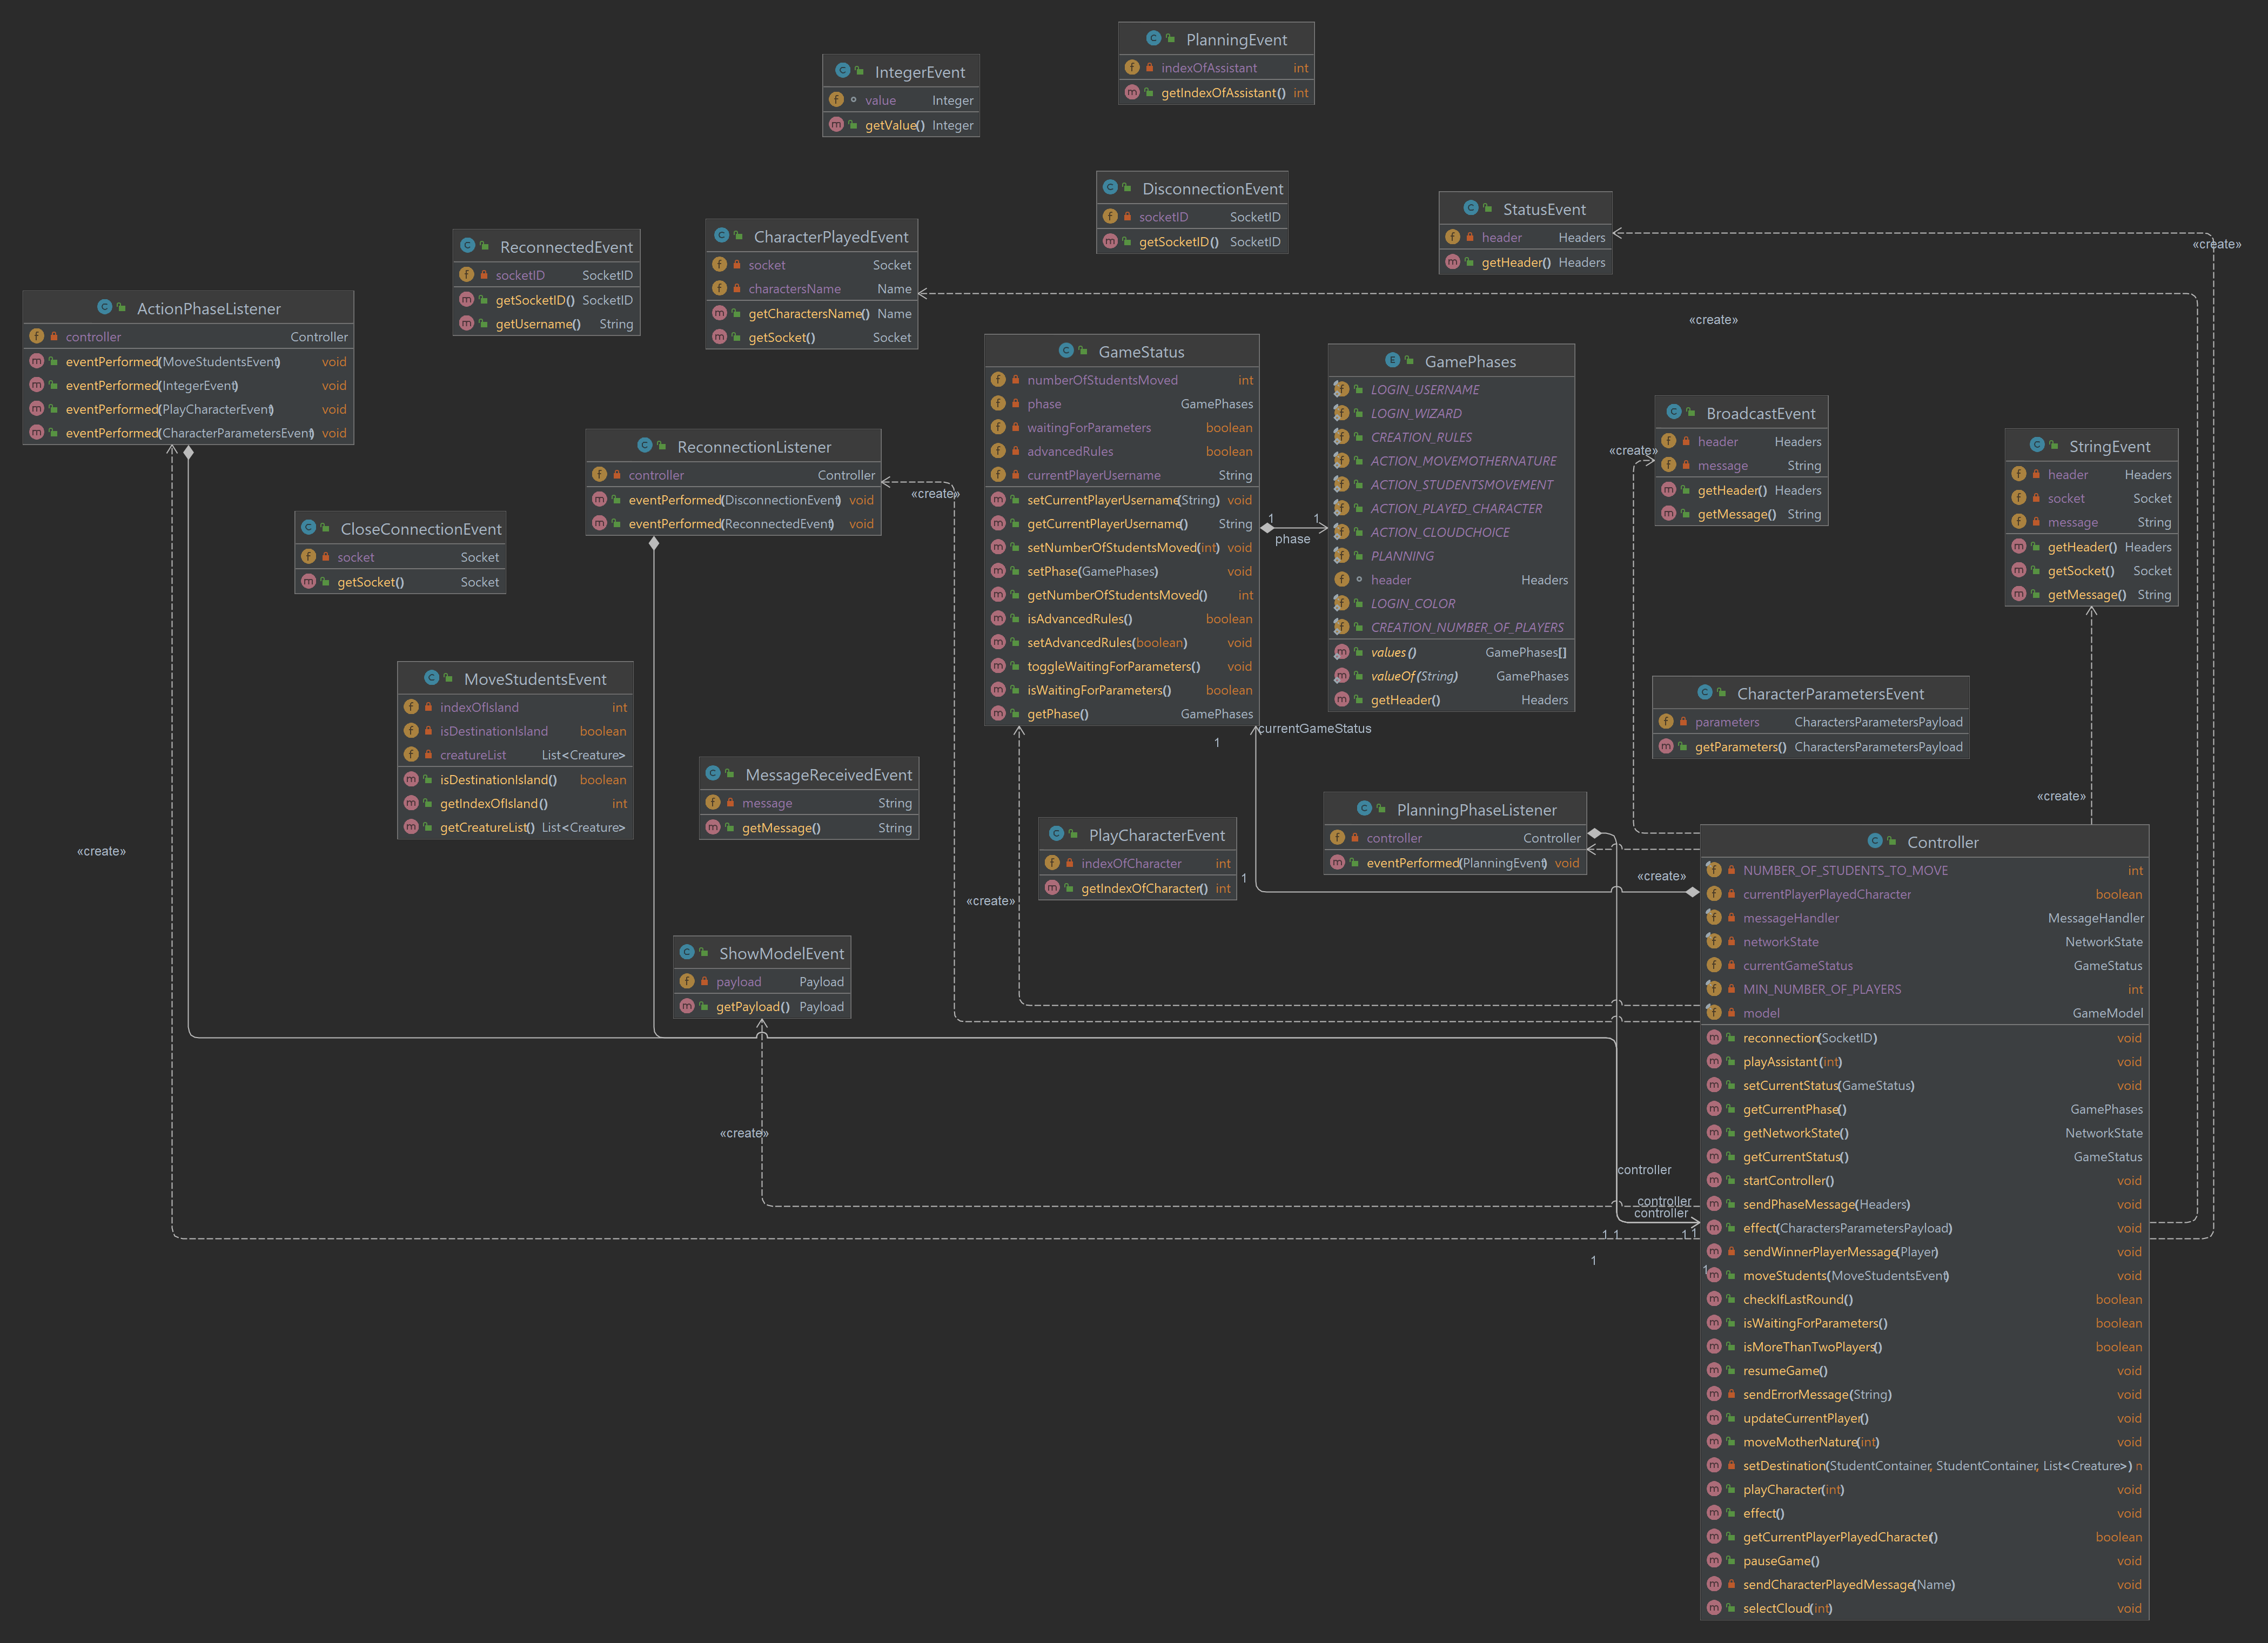 PlanningEvent
indexOfAssistant int
getIndexOfAssistant() int
IntegerEvent
value Integer
getValue() Integer
DisconnectionEvent
socketID SocketID
getSocketID() SocketID
StatusEvent
header Headers
getHeader() Headers
«create»
ReconnectedEvent
socketID SocketID
getSocketID() SocketID
getUsername() String
CharacterPlayedEvent
socket Socket
charactersName Name
getCharactersName() Name
getSocket() Socket
«create»
ActionPhaseListener
controller Controller
eventPerformed(MoveStudentsEvent) void
eventPerformed(IntegerEvent) void
eventPerformed(PlayCharacterEvent) void
eventPerformed(CharacterParametersEvent) void
GameStatus
numberOfStudentsMoved int
phase GamePhases
waitingForParameters boolean
advancedRules boolean
currentPlayerUsername String
setCurrentPlayerUsername(String) void
getCurrentPlayerUsername() String
setNumberOfStudentsMoved(int) void
setPhase(GamePhases) void
getNumberOfStudentsMoved() int
isAdvancedRules() boolean
setAdvancedRules(boolean) void
toggleWaitingForParameters() void
isWaitingForParameters() boolean
getPhase() GamePhases
1
1
phase
GamePhases
LOGIN_USERNAME
LOGIN_WIZARD
CREATION_RULES
ACTION_MOVEMOTHERNATURE
ACTION_STUDENTSMOVEMENT
ACTION_PLAYED_CHARACTER
ACTION_CLOUDCHOICE
PLANNING
header Headers
LOGIN_COLOR
CREATION_NUMBER_OF_PLAYERS
values() GamePhases[]
valueOf(String) GamePhases
getHeader() Headers
BroadcastEvent
header Headers
message String
getHeader() Headers
getMessage() String
«create»
StringEvent
header Headers
socket Socket
message String
getHeader() Headers
getSocket() Socket
getMessage() String
«create»
ReconnectionListener
controller Controller
eventPerformed(DisconnectionEvent) void
eventPerformed(ReconnectedEvent) void
«create»
CloseConnectionEvent
socket Socket
getSocket() Socket
MoveStudentsEvent
indexOfIsland int
isDestinationIsland boolean
creatureList List<Creature>
isDestinationIsland() boolean
getIndexOfIsland() int
getCreatureList() List<Creature>
CharacterParametersEvent
parameters CharactersParametersPayload
getParameters() CharactersParametersPayload
currentGameStatus
1
1
MessageReceivedEvent
message String
getMessage() String
PlanningPhaseListener
controller Controller
eventPerformed(PlanningEvent) void
«create»
PlayCharacterEvent
indexOfCharacter int
getIndexOfCharacter() int
«create»
«create»
ShowModelEvent
payload Payload
getPayload() Payload
«create»
controller
controller
controller
1
1
1
1
1
1
Controller
NUMBER_OF_STUDENTS_TO_MOVE int
currentPlayerPlayedCharacter boolean
messageHandler MessageHandler
networkState NetworkState
currentGameStatus GameStatus
MIN_NUMBER_OF_PLAYERS int
model GameModel
reconnection(SocketID) void
playAssistant(int) void
setCurrentStatus(GameStatus) void
getCurrentPhase() GamePhases
getNetworkState() NetworkState
getCurrentStatus() GameStatus
startController() void
sendPhaseMessage(Headers) void
effect(CharactersParametersPayload) void
sendWinnerPlayerMessage(Player) void
moveStudents(MoveStudentsEvent) void
checkIfLastRound() boolean
isWaitingForParameters() boolean
isMoreThanTwoPlayers() boolean
resumeGame() void
sendErrorMessage(String) void
updateCurrentPlayer() void
moveMotherNature(int) void
setDestination(StudentContainer, StudentContainer, List<Creature>) n
playCharacter(int) void
effect() void
getCurrentPlayerPlayedCharacter() boolean
pauseGame() void
sendCharacterPlayedMessage(Name) void
selectCloud(int) void